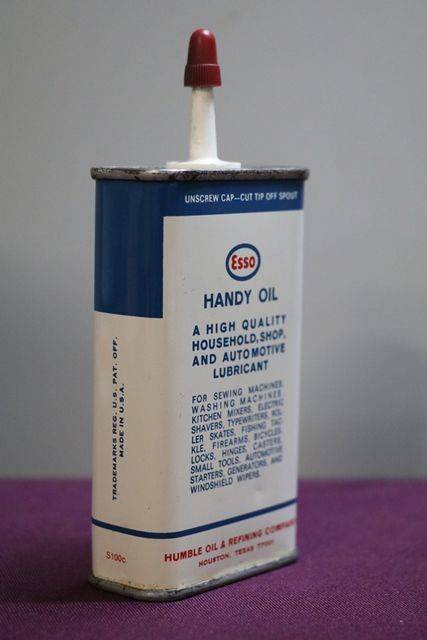 UNSCREW CAP—CUT TIP OFF SPOUT
Esso
HANDY OIL
A HIGH QUALITY
HOUSEHOLD, SHOP,
AND AUTOMOTIVE
LUBRICANT
FOR SEWING MACHINES,
WASHING MACHINES,
KITCHEN MIXERS, ELECTRIC
SHAVERS, TYPEWRITERS, ROL-
LER SKATES, FISHING TAC-
KLE, FIREARMS, BICYCLES,
LOCKS, HINGES, CASTERS,
SMALL TOOLS, AUTOMOTIVE
STARTERS, GENERATORS, AND
WINDSHIELD WIPERS.
HUMBLE OIL & REFINING COMPANY
HOUSTON, TEXAS 77001
TRADEMARKS REG. U.S. PAT. OFF.
MADE IN U.S.A.
S100c